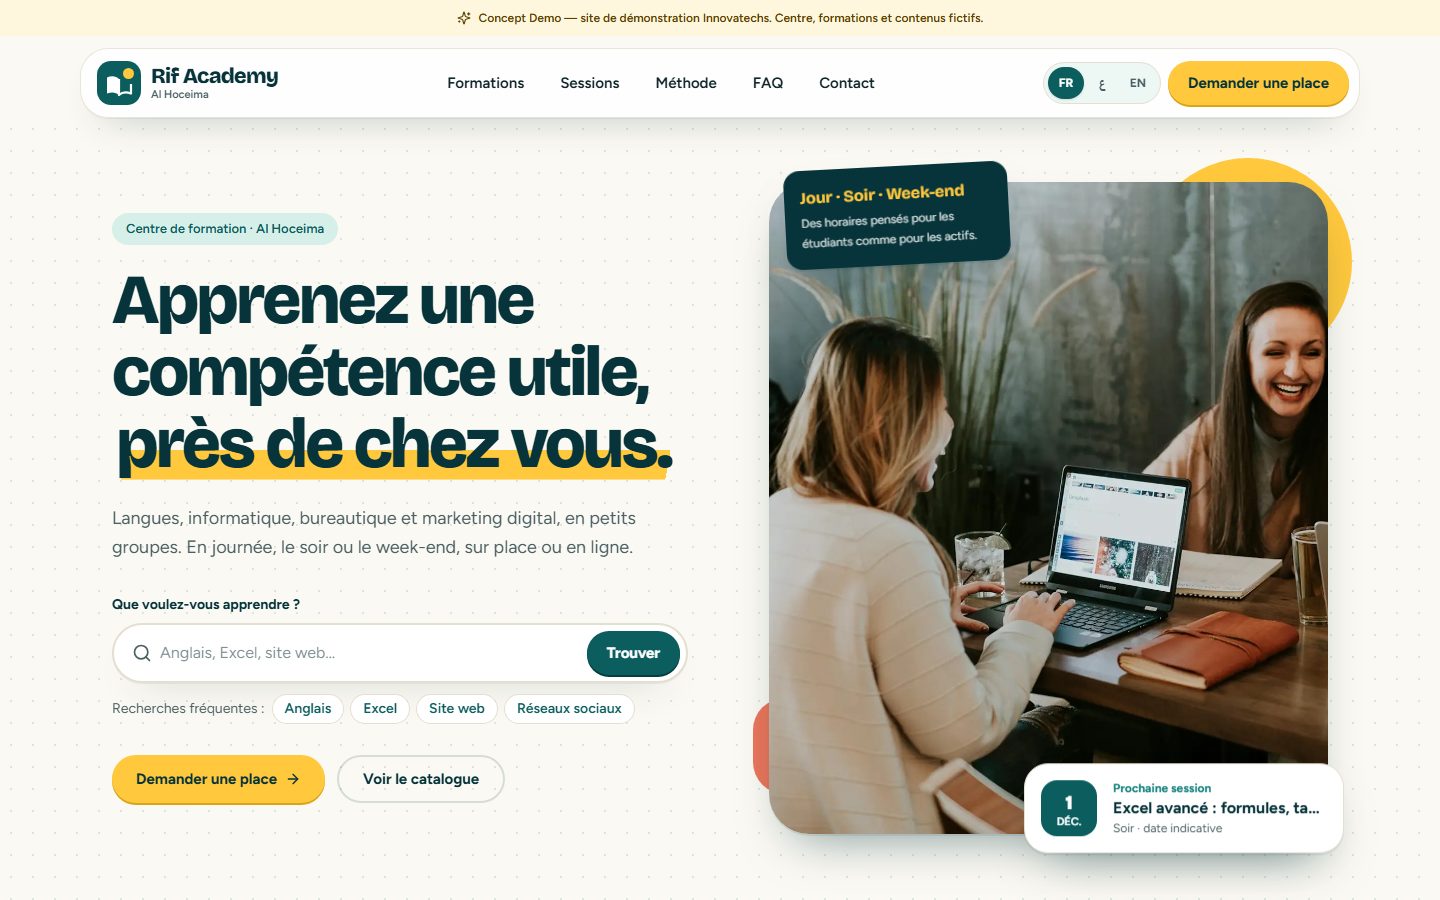 Concept Demo — site de démonstration Innovatechs. Centre, formations et contenus fictifs.
Rif Academy
Al Hoceima
Formations
Sessions
Méthode
FAQ
Contact
FR
ع
EN
Demander une place
Centre de formation · Al Hoceima
Apprenez une
compétence utile,
près de chez vous.
Langues, informatique, bureautique et marketing digital, en petits
groupes. En journée, le soir ou le week-end, sur place ou en ligne.
Que voulez-vous apprendre ?
Anglais, Excel, site web...
Trouver
Recherches fréquentes :
Anglais
Excel
Site web
Réseaux sociaux
Demander une place →
Voir le catalogue
Jour · Soir · Week-end
Des horaires pensés pour les
étudiants comme pour les actifs.
SAMSUNG
1
DÉC.
Prochaine session
Excel avancé : formules, ta...
Soir · date indicative